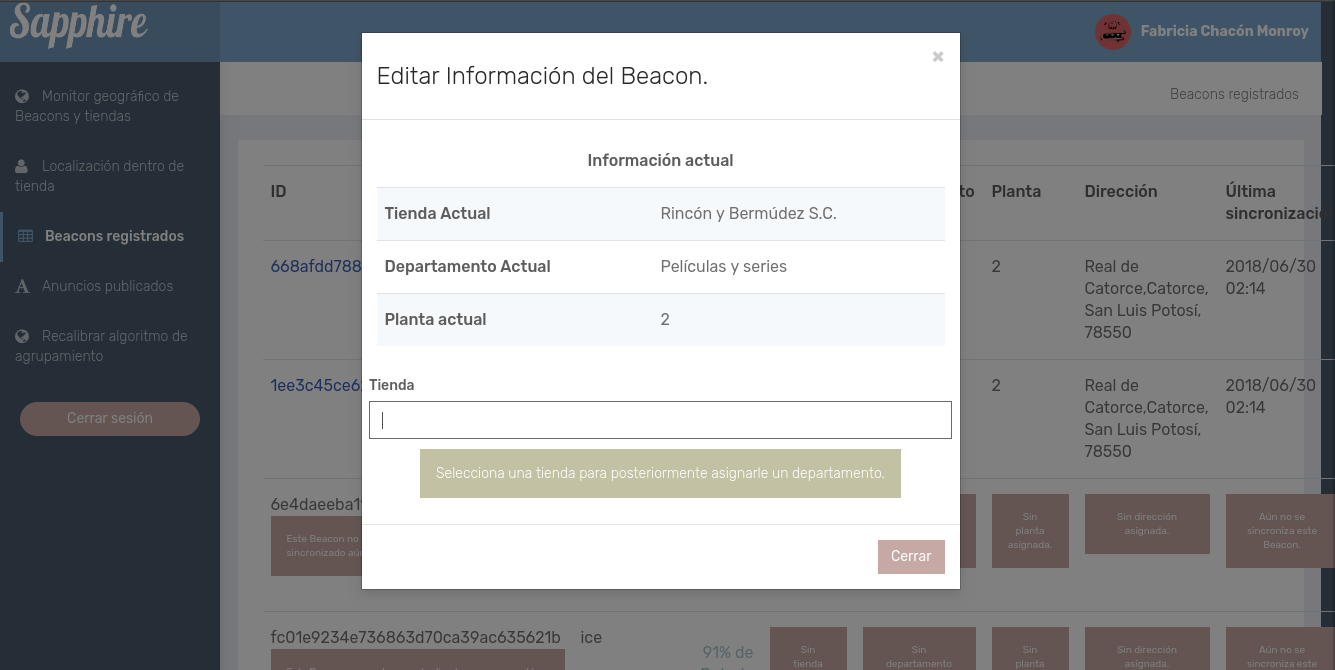 Sapphire
Fabricia Chacón Monroy
Monitor geográfico de
Beacons y tiendas
Localización dentro de
tienda
Beacons registrados
Anuncios publicados
Recalibrar algoritmo de
agrupamiento
Cerrar sesión
Beacons registrados
Editar Información del Beacon.
×
Información actual
Tienda Actual Rincón y Bermúdez S.C.
Departamento Actual Películas y series
Planta actual 2
Tienda
Selecciona una tienda para posteriormente asignarle un departamento.
Cerrar
ID to Planta Dirección Última
sincronizació
668afdd788 2 Real de 2018/06/30
Catorce,Catorce, 02:14
San Luis Potosí,
78550
1ee3c45ce6 2 Real de 2018/06/30
Catorce,Catorce, 02:14
San Luis Potosí,
78550
6e4daeeba1
Este Beacon no
sincronizado aú
Sin
planta
asignada.
Sin dirección
asignada.
Aún no se
sincroniza este
Beacon.
fc01e9234e736863d70ca39ac635621b ice
91% de
Sin
tienda
Sin
departamento
Sin
planta
Sin dirección
asignada.
Aún no se
sincroniza este